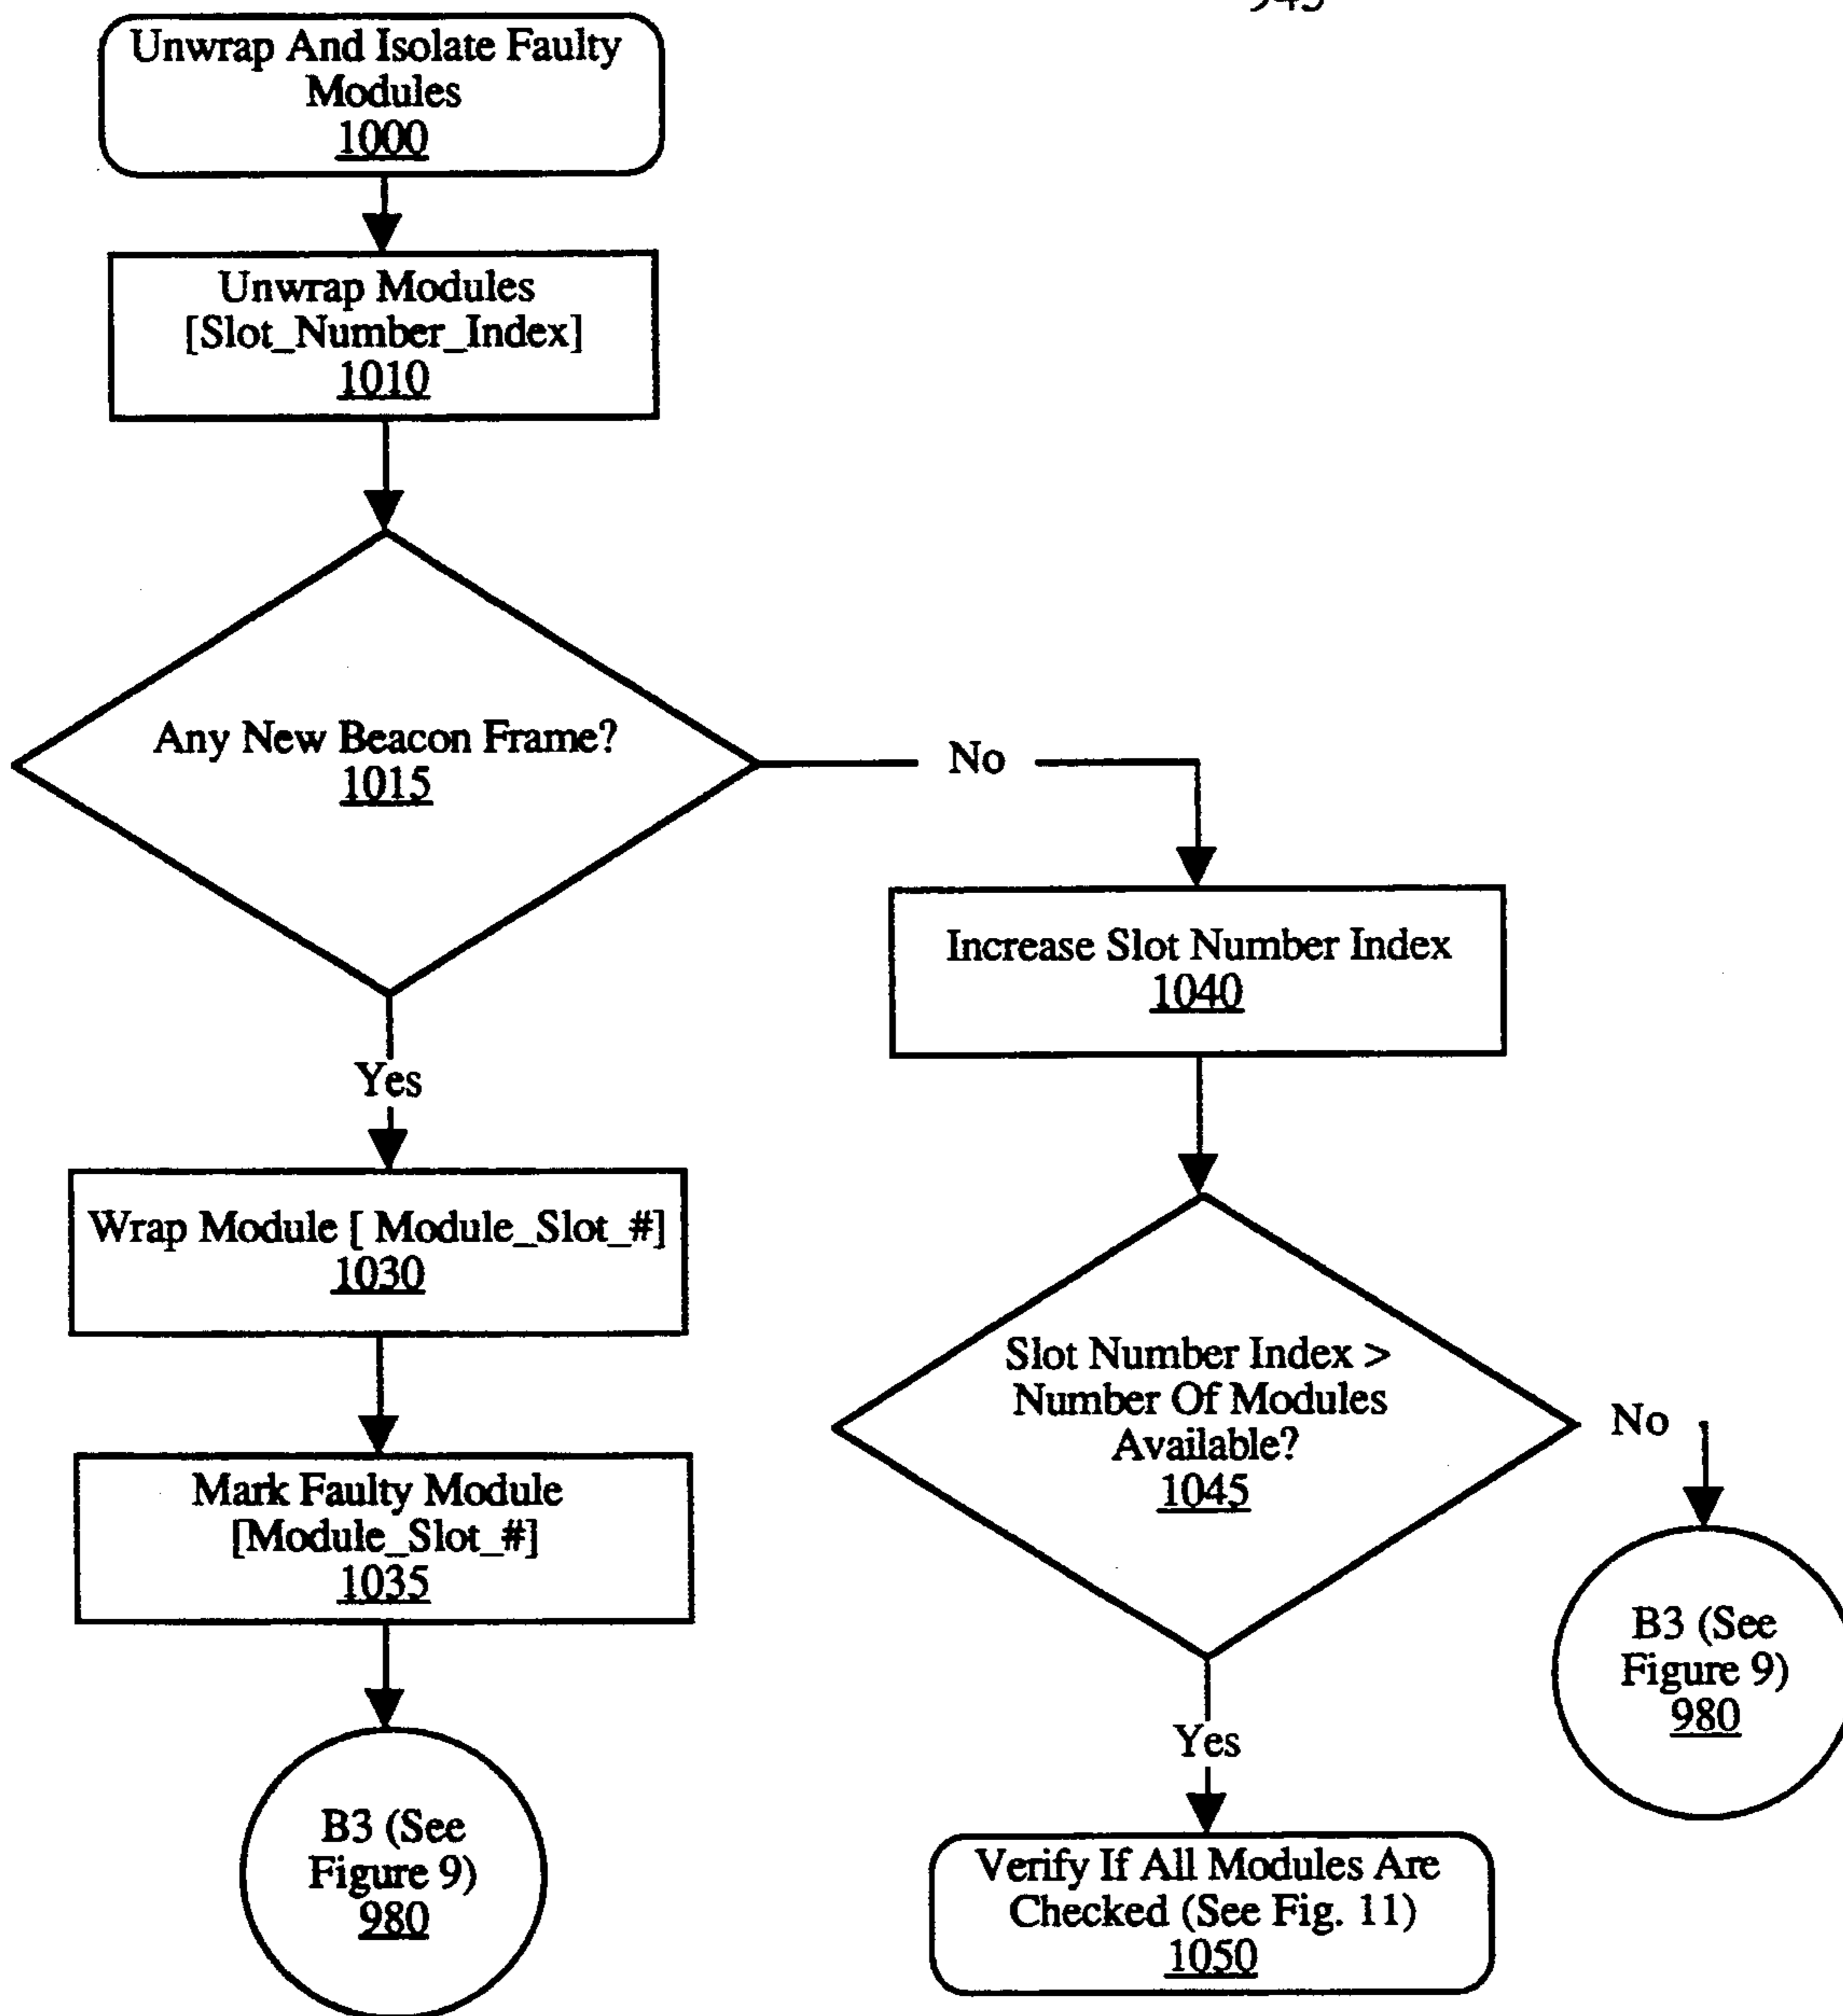 945
Unwrap And Isolate Faulty
Modules
1000
Unwrap Modules
[Slot_Number_Index]
1010
Any New Beacon Frame?
1015
No
Increase Slot Number Index
1040
Yes
Wrap Module [ Module_Slot_#]
1030
Slot Number Index >
Number Of Modules
Available?
1045
No
Mark Faulty Module
[Module_Slot_#]
1035
B3 (See
Figure 9)
980
Yes
B3 (See
Figure 9)
980
Verify If All Modules Are
Checked (See Fig. 11)
1050